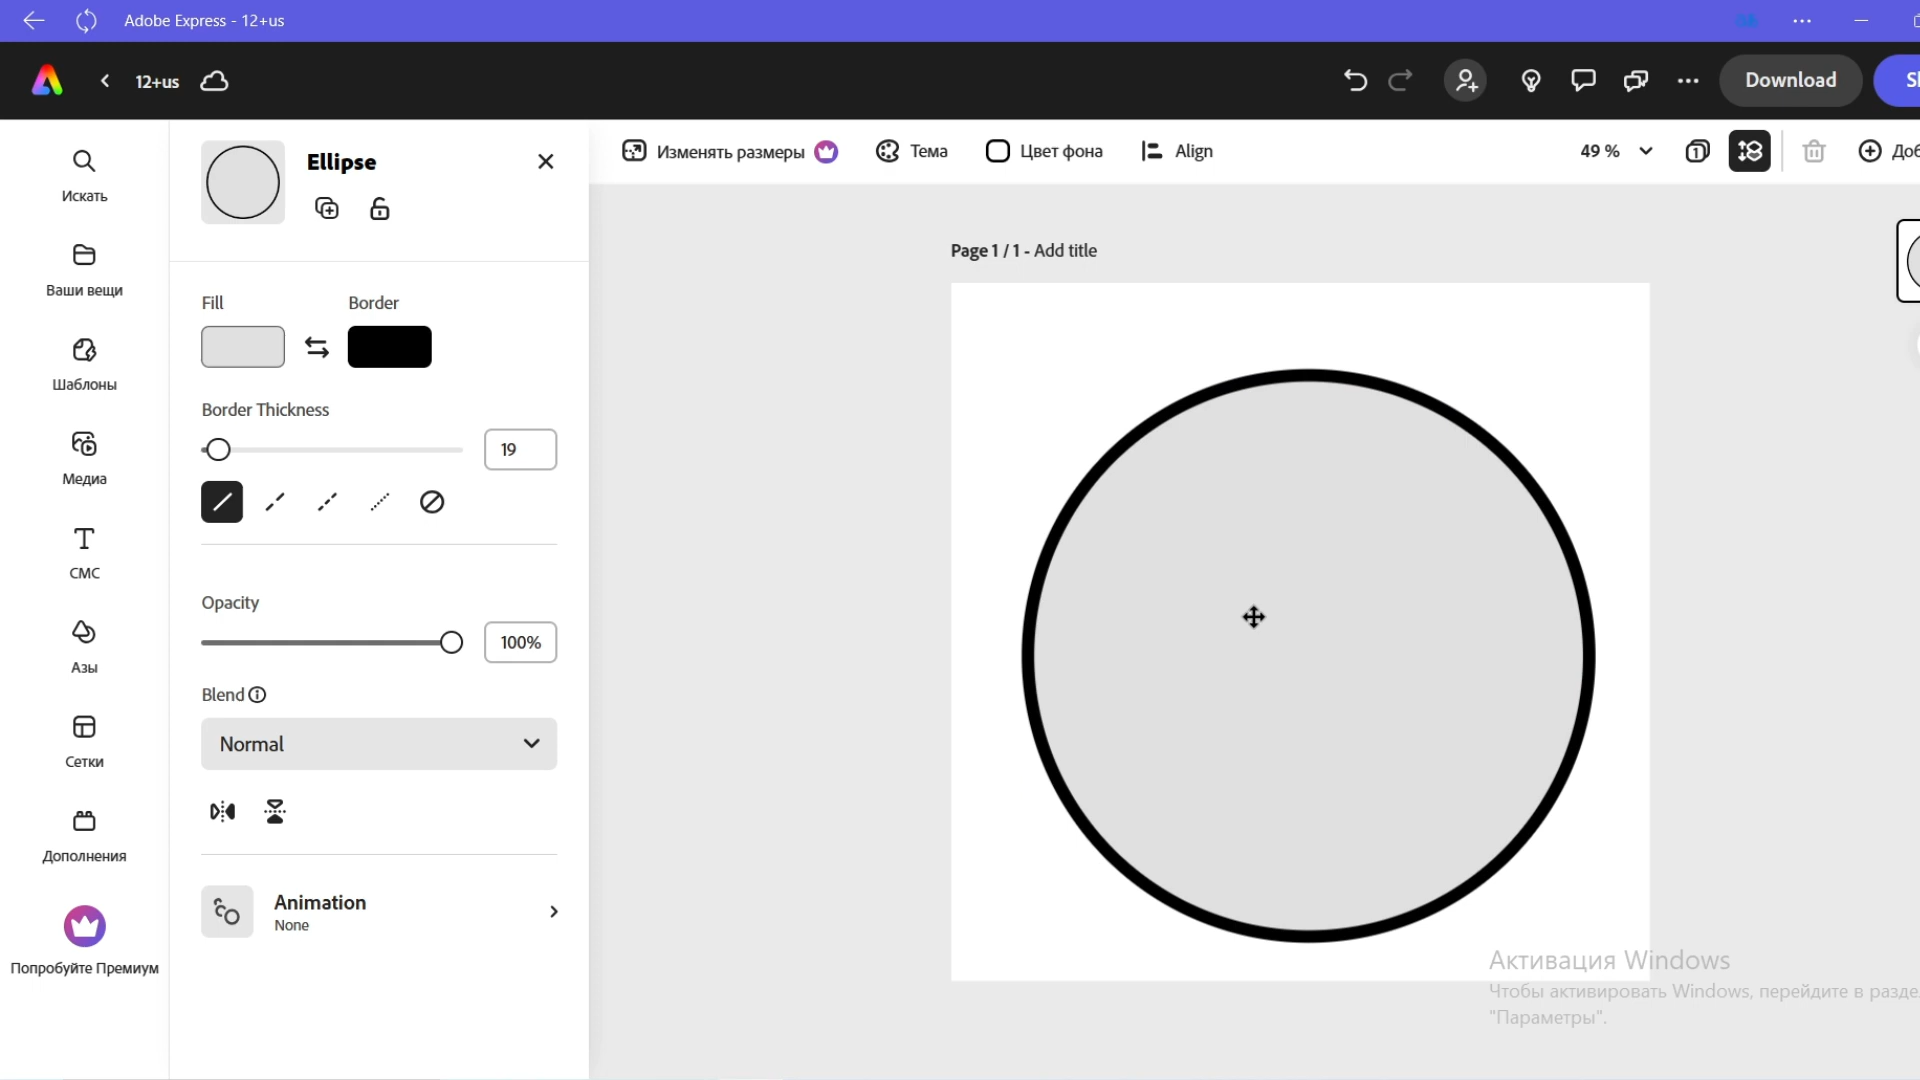 Adobe Express - 12+us
12+us
Download
Искать
Ваши вещи
Шаблоны
Медиа
СМС
Азы
Сетки
Дополнения
Попробуйте Премиум
Ellipse
Fill
Border
Border Thickness
19
Opacity
100%
Blend
Normal
Animation
None
Изменять размеры
Тема
Цвет фона
Align
49 %
1
Page 1 / 1 - Add title
Активация Windows
Чтобы активировать Windows, перейдите в
"Параметры".